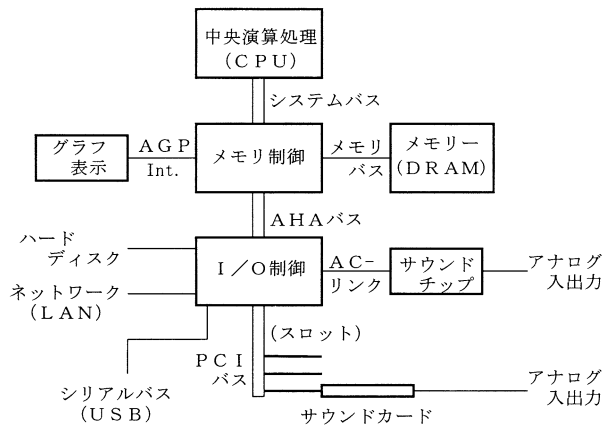 中央演算処理
(ＣＰＵ)
システムバス
グラフ
表示
ＡＧＰ
Int.
メモリ制御
メモリ
バス
メモリー
(ＤＲＡＭ)
ＡＨＡバス
ハード
ディスク
ネットワーク
(ＬＡＮ)
Ｉ／Ｏ制御
ＡＣ−
リンク
サウンド
チップ
アナログ
入出力
(スロット)
ＰＣＩ
バス
シリアルバス
(ＵＳＢ)
サウンドカード
アナログ
入出力